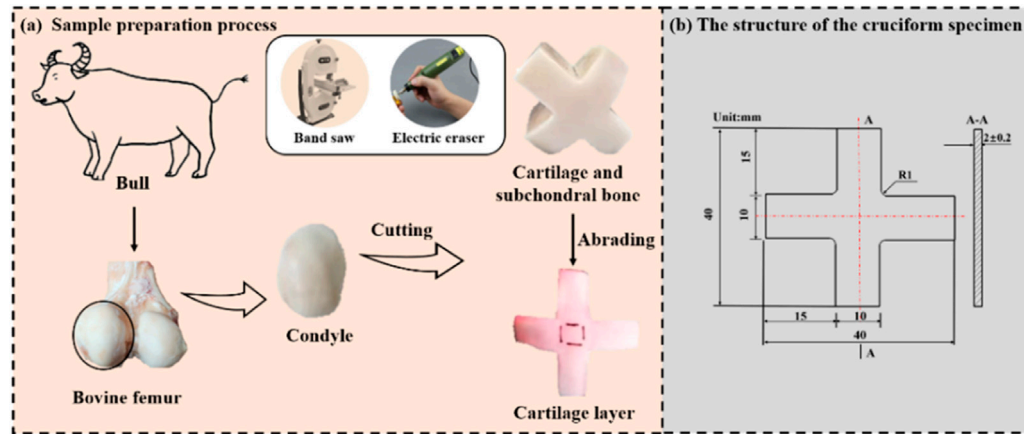 (a) Sample preparation process
Band saw
Electric eraser
Bull
Cartilage and
subchondral bone
Cutting
Abrading
Condyle
Bovine femur
Cartilage layer
(b) The structure of the cruciform specimen
Unit:mm
A
A-A
2±0.2
15
R1
40
10
15
10
40
A